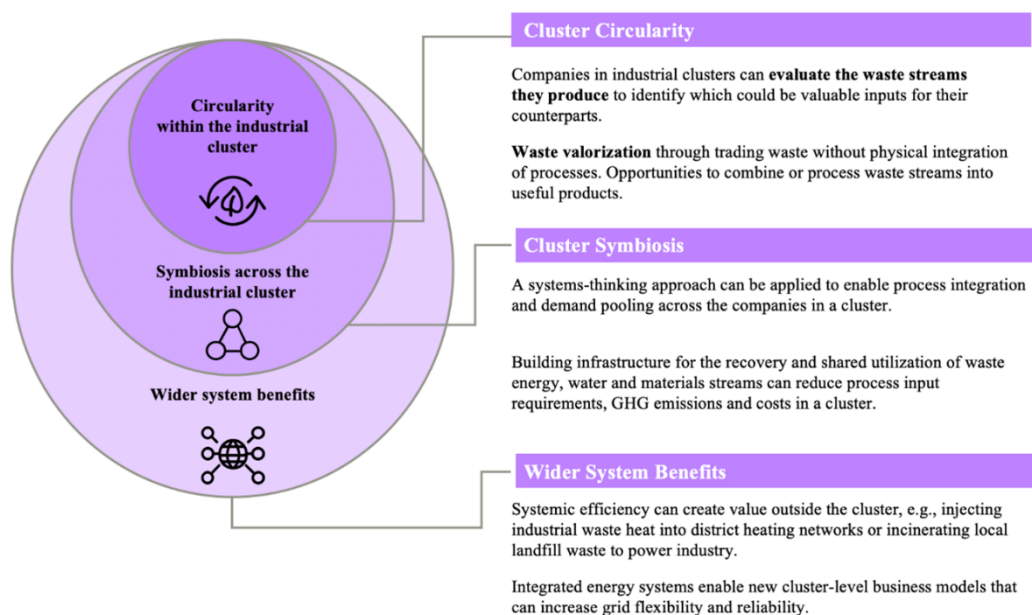 Circularity
within the industrial
cluster
Symbiosis across the
industrial cluster
Wider system benefits
Cluster Circularity
Companies in industrial clusters can evaluate the waste streams
they produce to identify which could be valuable inputs for their
counterparts.
Waste valorization through trading waste without physical integration
of processes. Opportunities to combine or process waste streams into
useful products.
Cluster Symbiosis
A systems-thinking approach can be applied to enable process integration
and demand pooling across the companies in a cluster.
Building infrastructure for the recovery and shared utilization of waste
energy, water and materials streams can reduce process input
requirements, GHG emissions and costs in a cluster.
Wider System Benefits
Systemic efficiency can create value outside the cluster, e.g., injecting
industrial waste heat into district heating networks or incinerating local
landfill waste to power industry.
Integrated energy systems enable new cluster-level business models that
can increase grid flexibility and reliability.